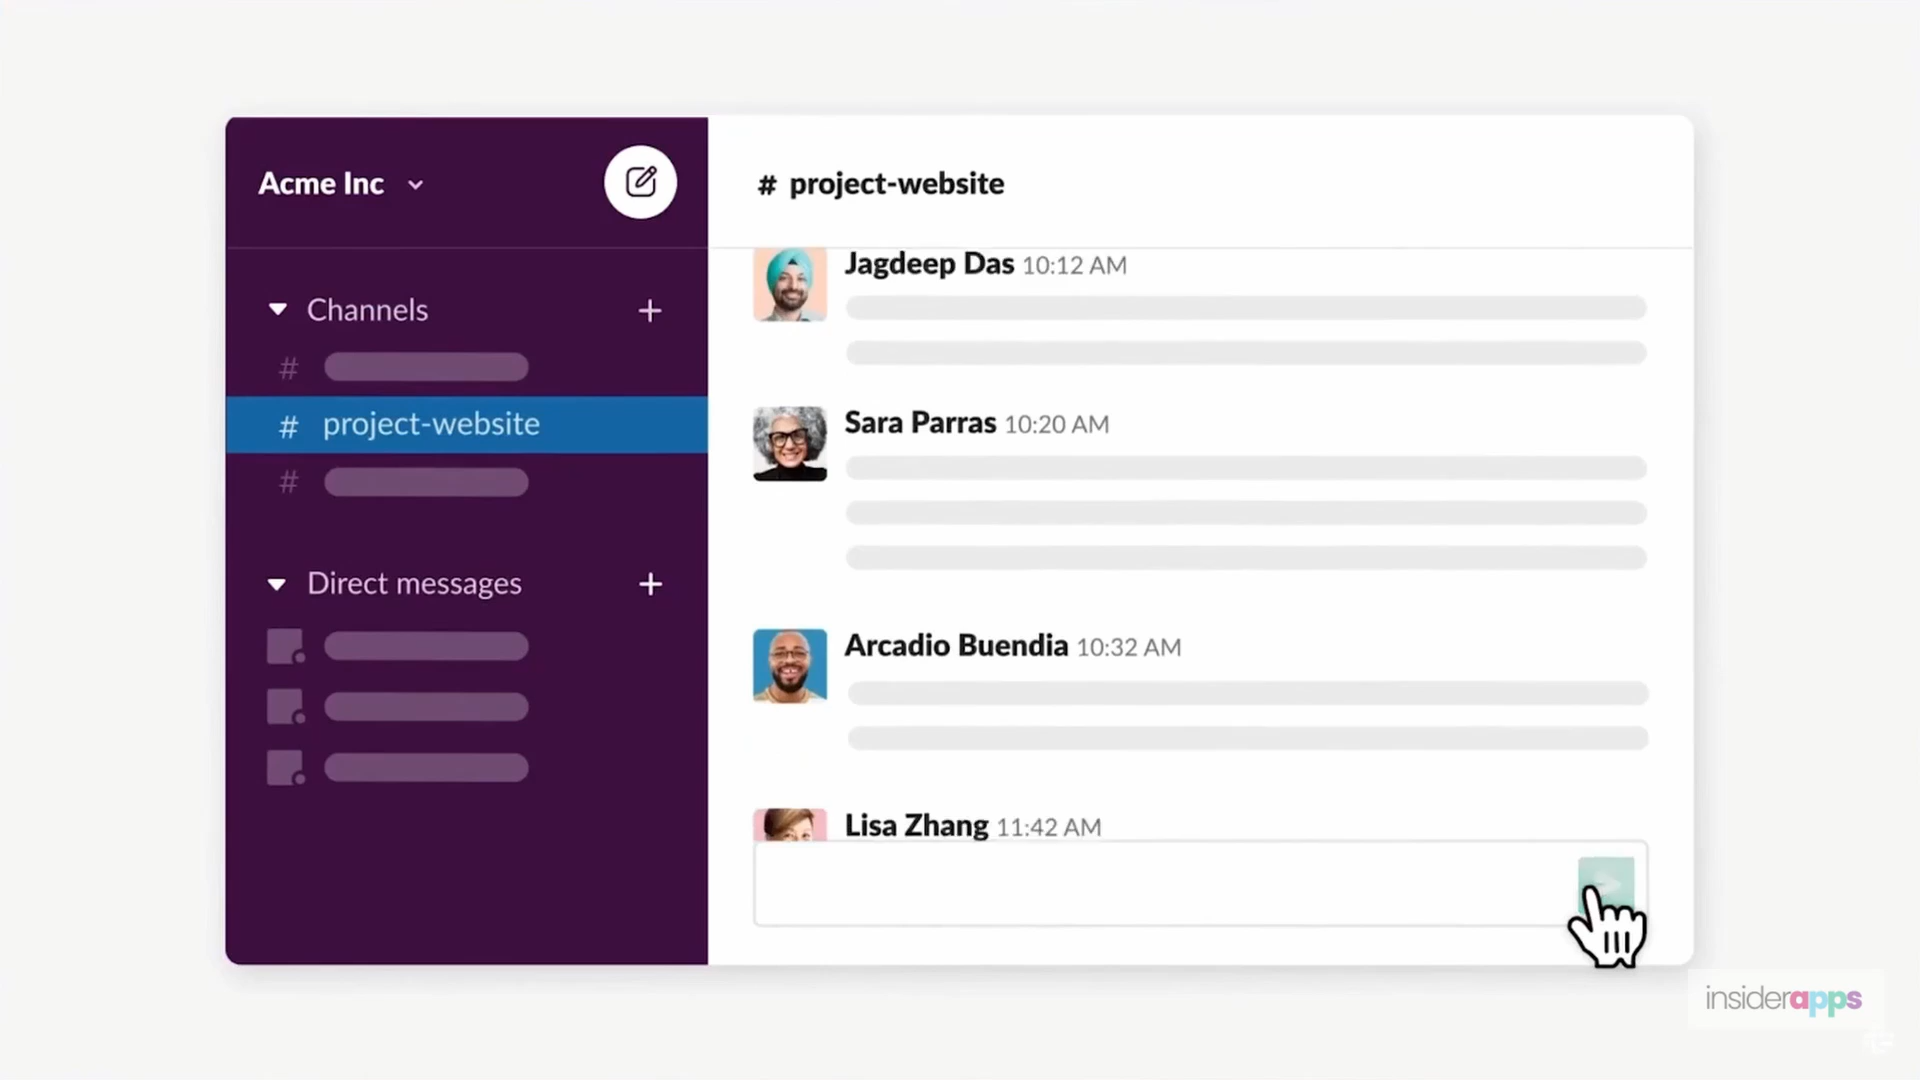 Acme Inc
Channels
#
# project-website
#
Direct messages
# project-website
Jagdeep Das 10:12 AM
Sara Parras 10:20 AM
Arcadio Buendia 10:32 AM
Lisa Zhang 11:42 AM
insiderapps